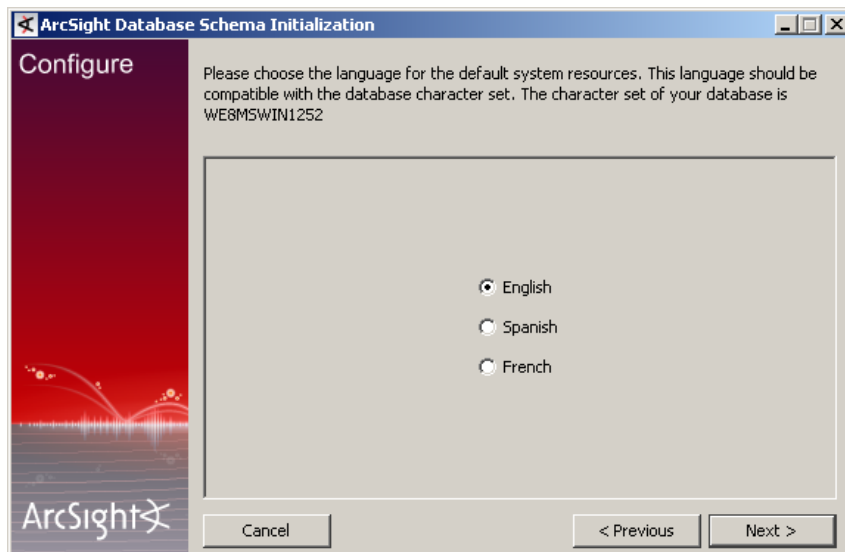 ArcSight Database Schema Initialization
Configure
Please choose the language for the default system resources. This language should be
compatible with the database character set. The character set of your database is
WE8MSWIN1252
English
Spanish
French
ArcSight
Cancel
< Previous
Next >